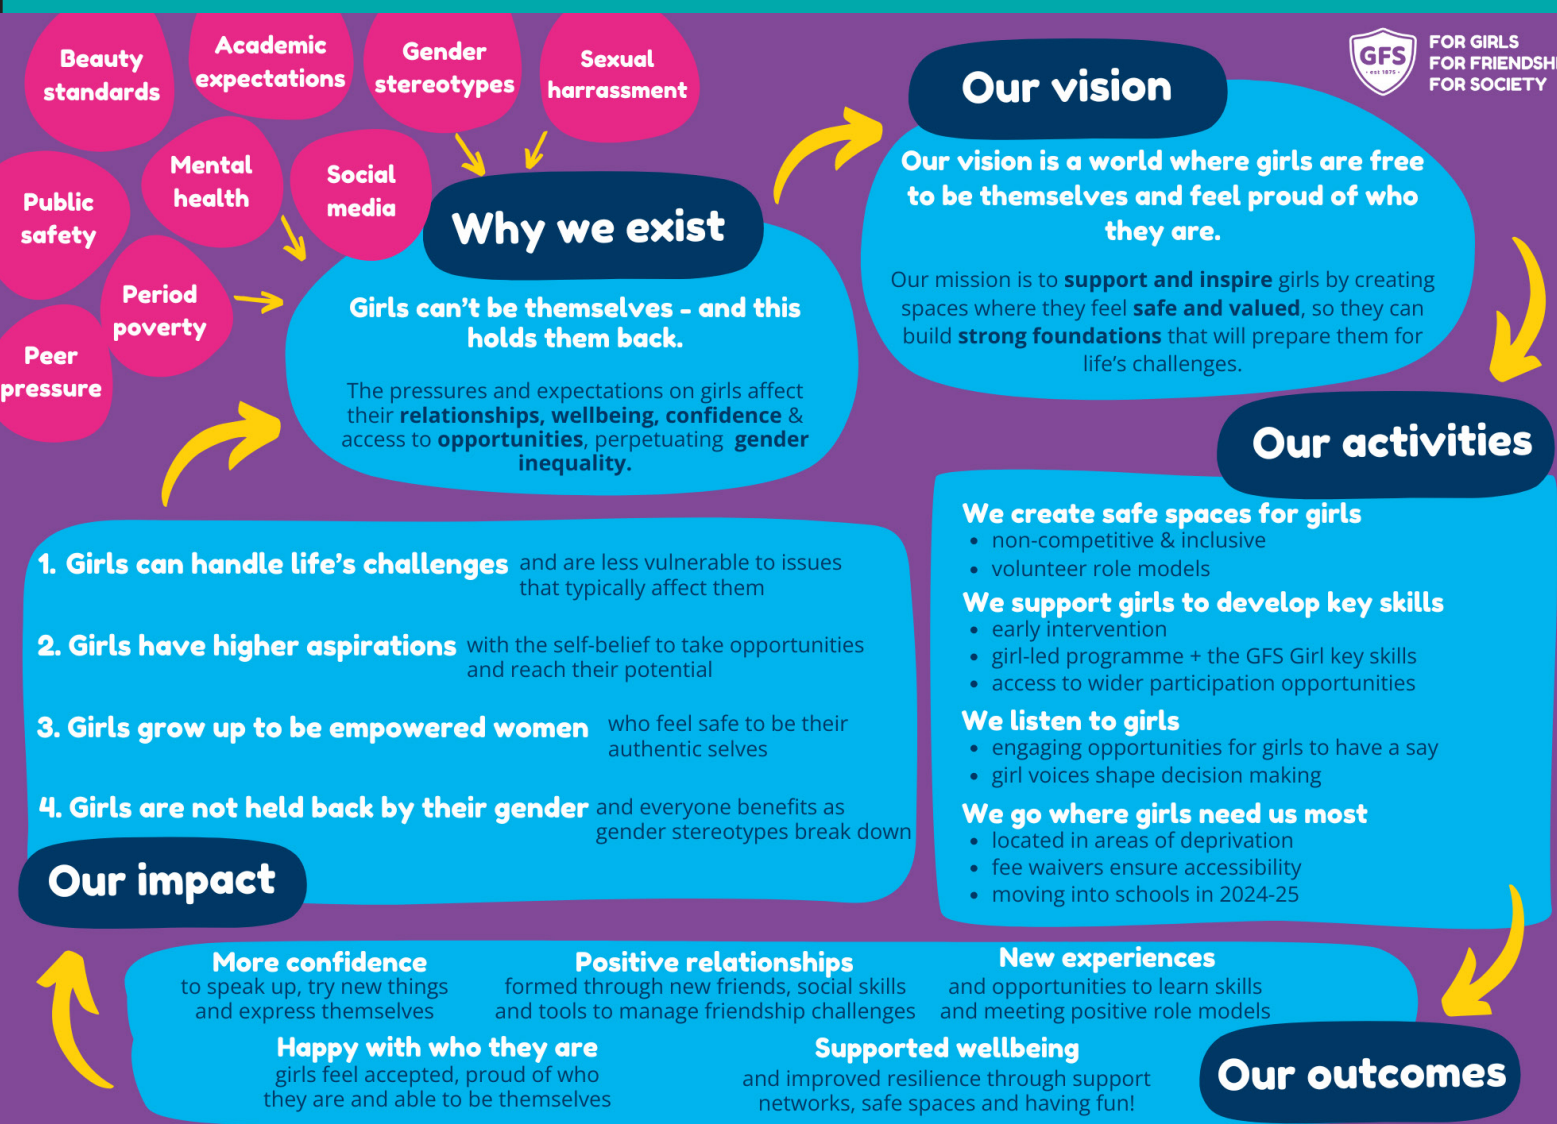 Beauty
standards
Academic
expectations
Gender
stereotypes
Sexual
harrassment
Public
safety
Mental
health
Social
media
Period
poverty
Peer
pressure
Why we exist
Girls can’t be themselves - and this
holds them back.
The pressures and expectations on girls affect
their relationships, wellbeing, confidence &
access to opportunities, perpetuating gender
inequality.
Our vision
Our vision is a world where girls are free
to be themselves and feel proud of who
they are.
Our mission is to support and inspire girls by creating
spaces where they feel safe and valued, so they can
build strong foundations that will prepare them for
life’s challenges.
GFS
est 1875
FOR GIRLS
FOR FRIENDSHI
FOR SOCIETY
Our activities
We create safe spaces for girls
• non-competitive & inclusive
• volunteer role models
We support girls to develop key skills
• early intervention
• girl-led programme + the GFS Girl key skills
• access to wider participation opportunities
We listen to girls
• engaging opportunities for girls to have a say
• girl voices shape decision making
We go where girls need us most
• located in areas of deprivation
• fee waivers ensure accessibility
• moving into schools in 2024-25
Our outcomes
More confidence
to speak up, try new things
and express themselves
Positive relationships
formed through new friends, social skills
and tools to manage friendship challenges
New experiences
and opportunities to learn skills
and meeting positive role models
Happy with who they are
girls feel accepted, proud of who
they are and able to be themselves
Supported wellbeing
and improved resilience through support
networks, safe spaces and having fun!
Our impact
1. Girls can handle life’s challenges and are less vulnerable to issues
that typically affect them
2. Girls have higher aspirations with the self-belief to take opportunities
and reach their potential
3. Girls grow up to be empowered women who feel safe to be their
authentic selves
4. Girls are not held back by their gender and everyone benefits as
gender stereotypes break down